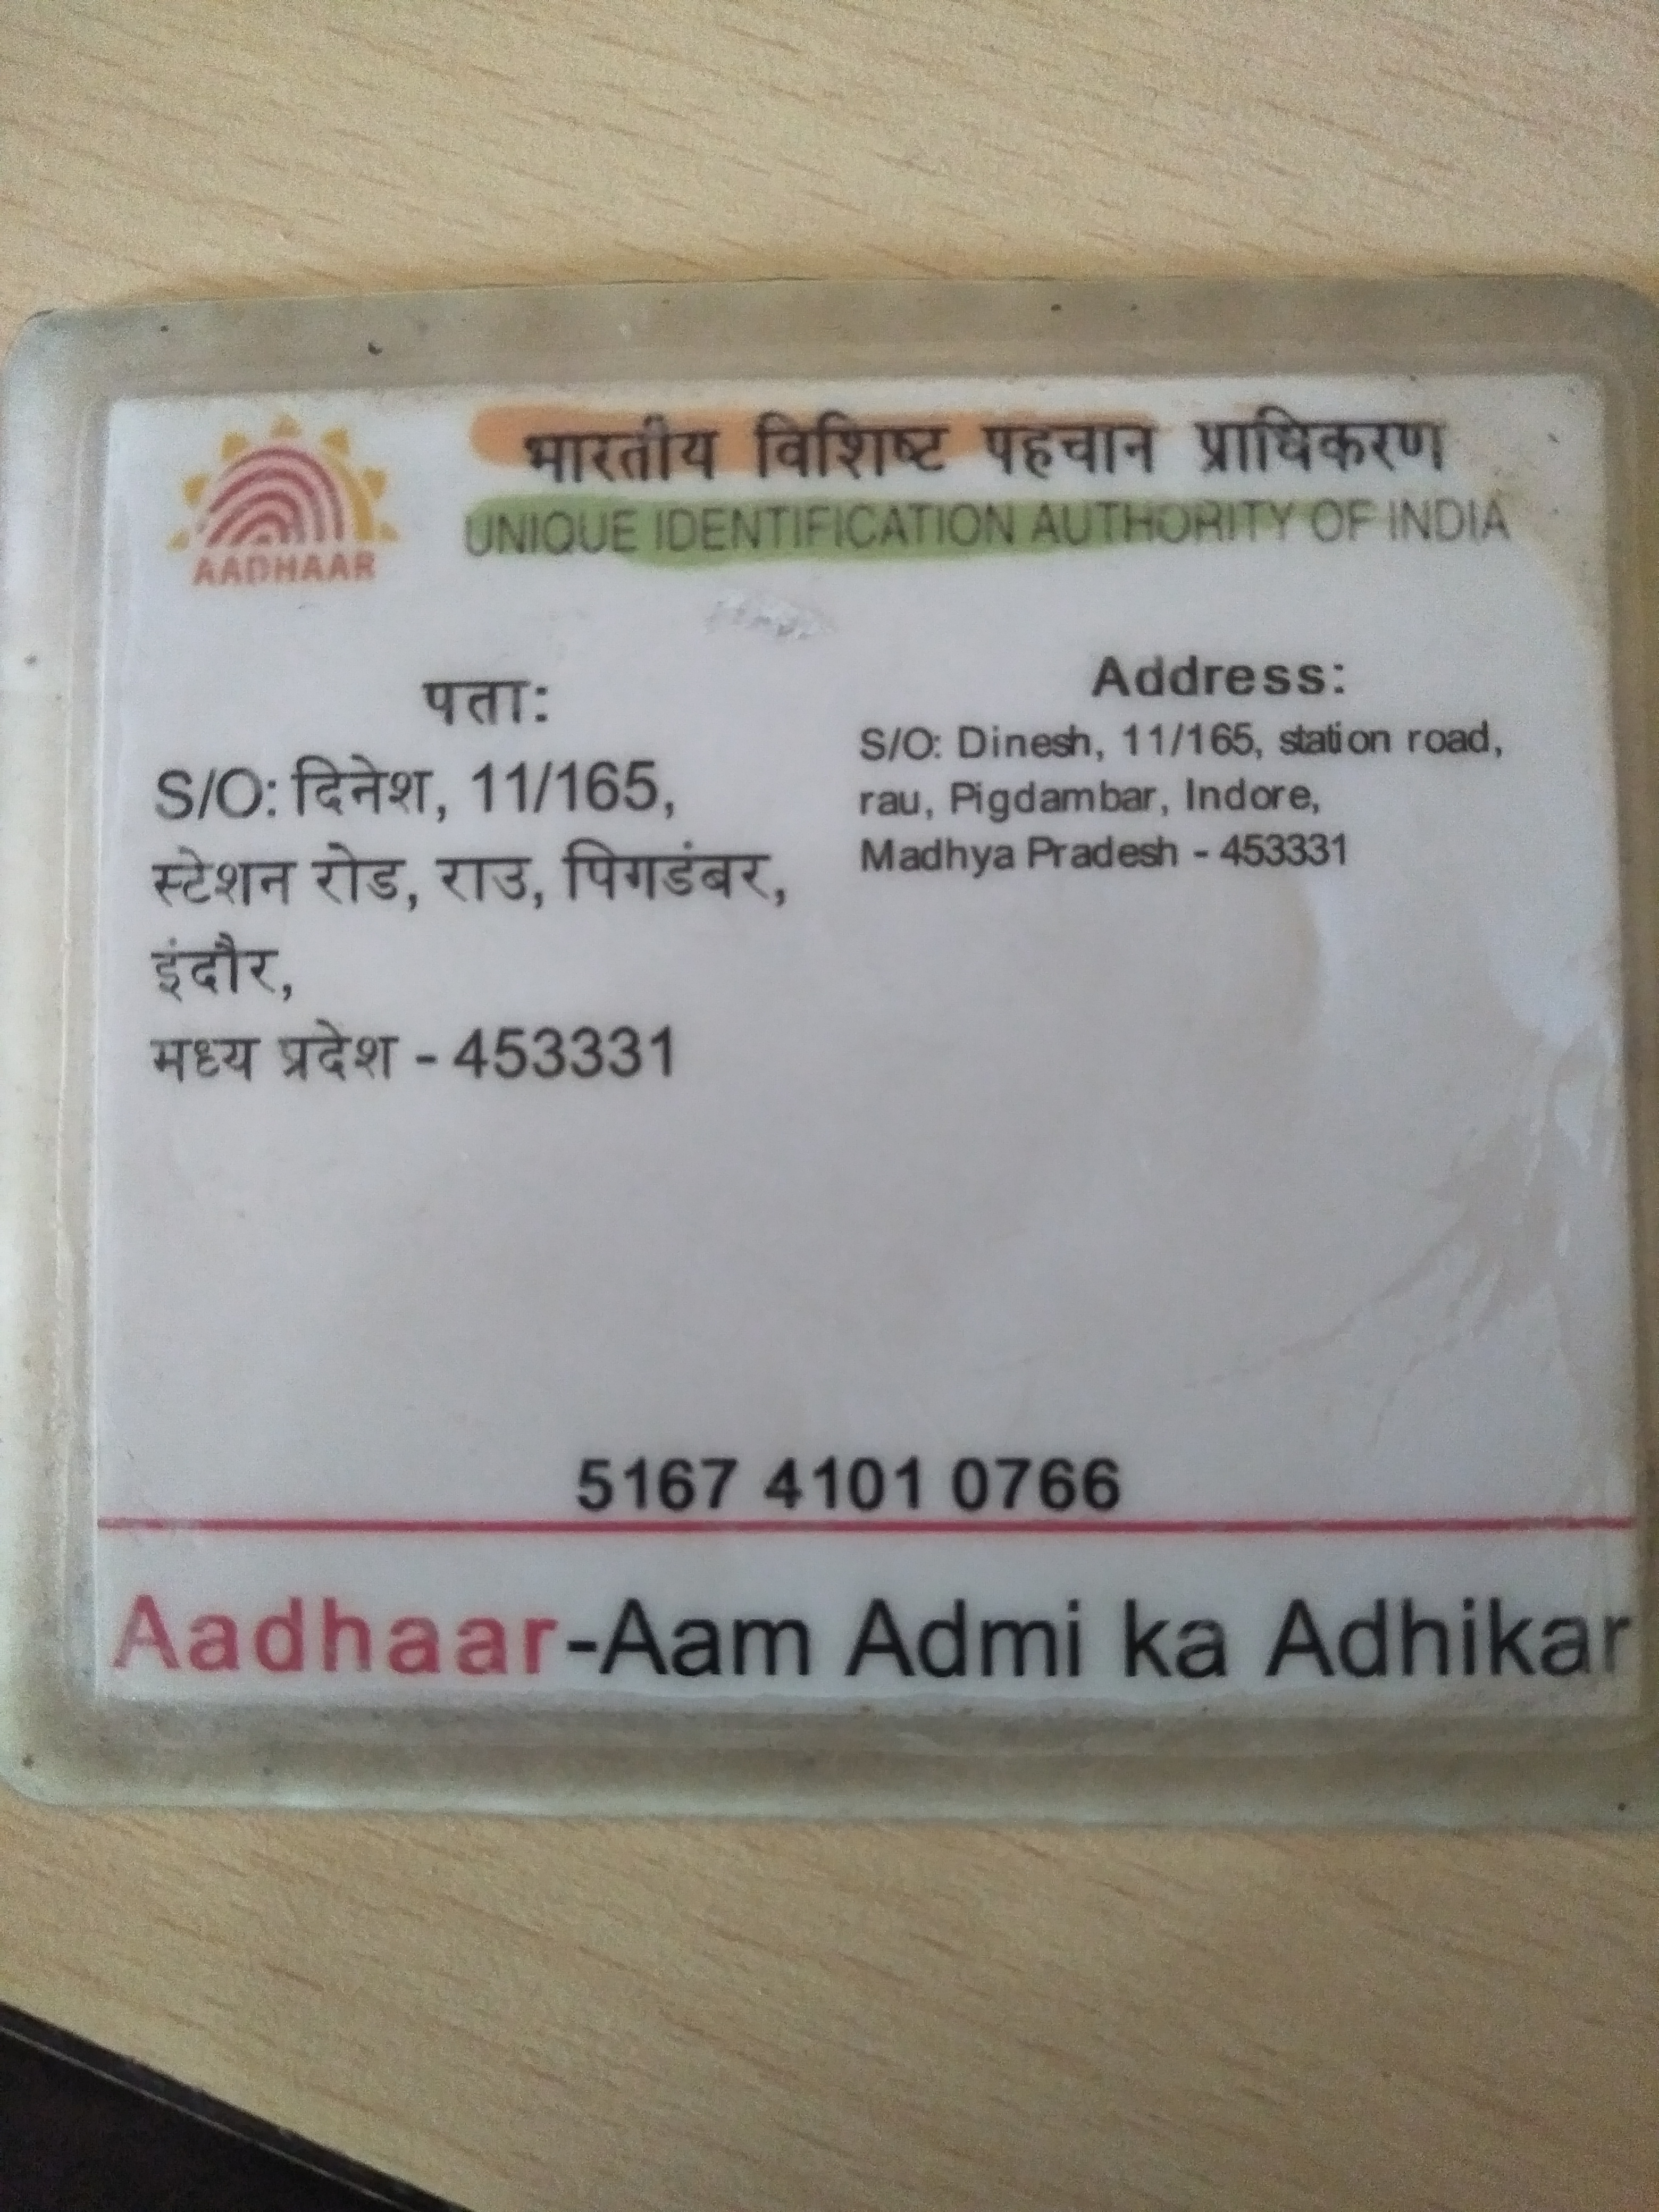 भारतीय विशिष्ट पहचान प्राधिकरण
UNIQUE IDENTIFICATION AUTHORITY OF INDIA
AADHAAR
पता:
S/O: दिनेश, 11/165,
स्टेशन रोड, राउ, पिगडंबर,
इंदौर,
मध्य प्रदेश - 453331
Address:
S/O: Dinesh, 11/165, station road,
rau, Pigdambar, Indore,
Madhya Pradesh - 453331
5167 4101 0766
Aadhaar-Aam Admi ka Adhikar